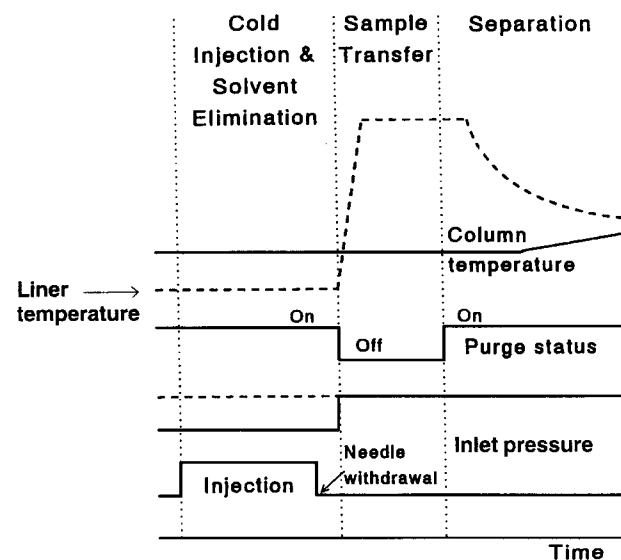 Cold
Injection &
Solvent
Elimination
Sample
Transfer
Separation
Column
temperature
Liner
temperature
On
Off
On
Purge status
Inlet pressure
Needle
withdrawal
Injection
Time